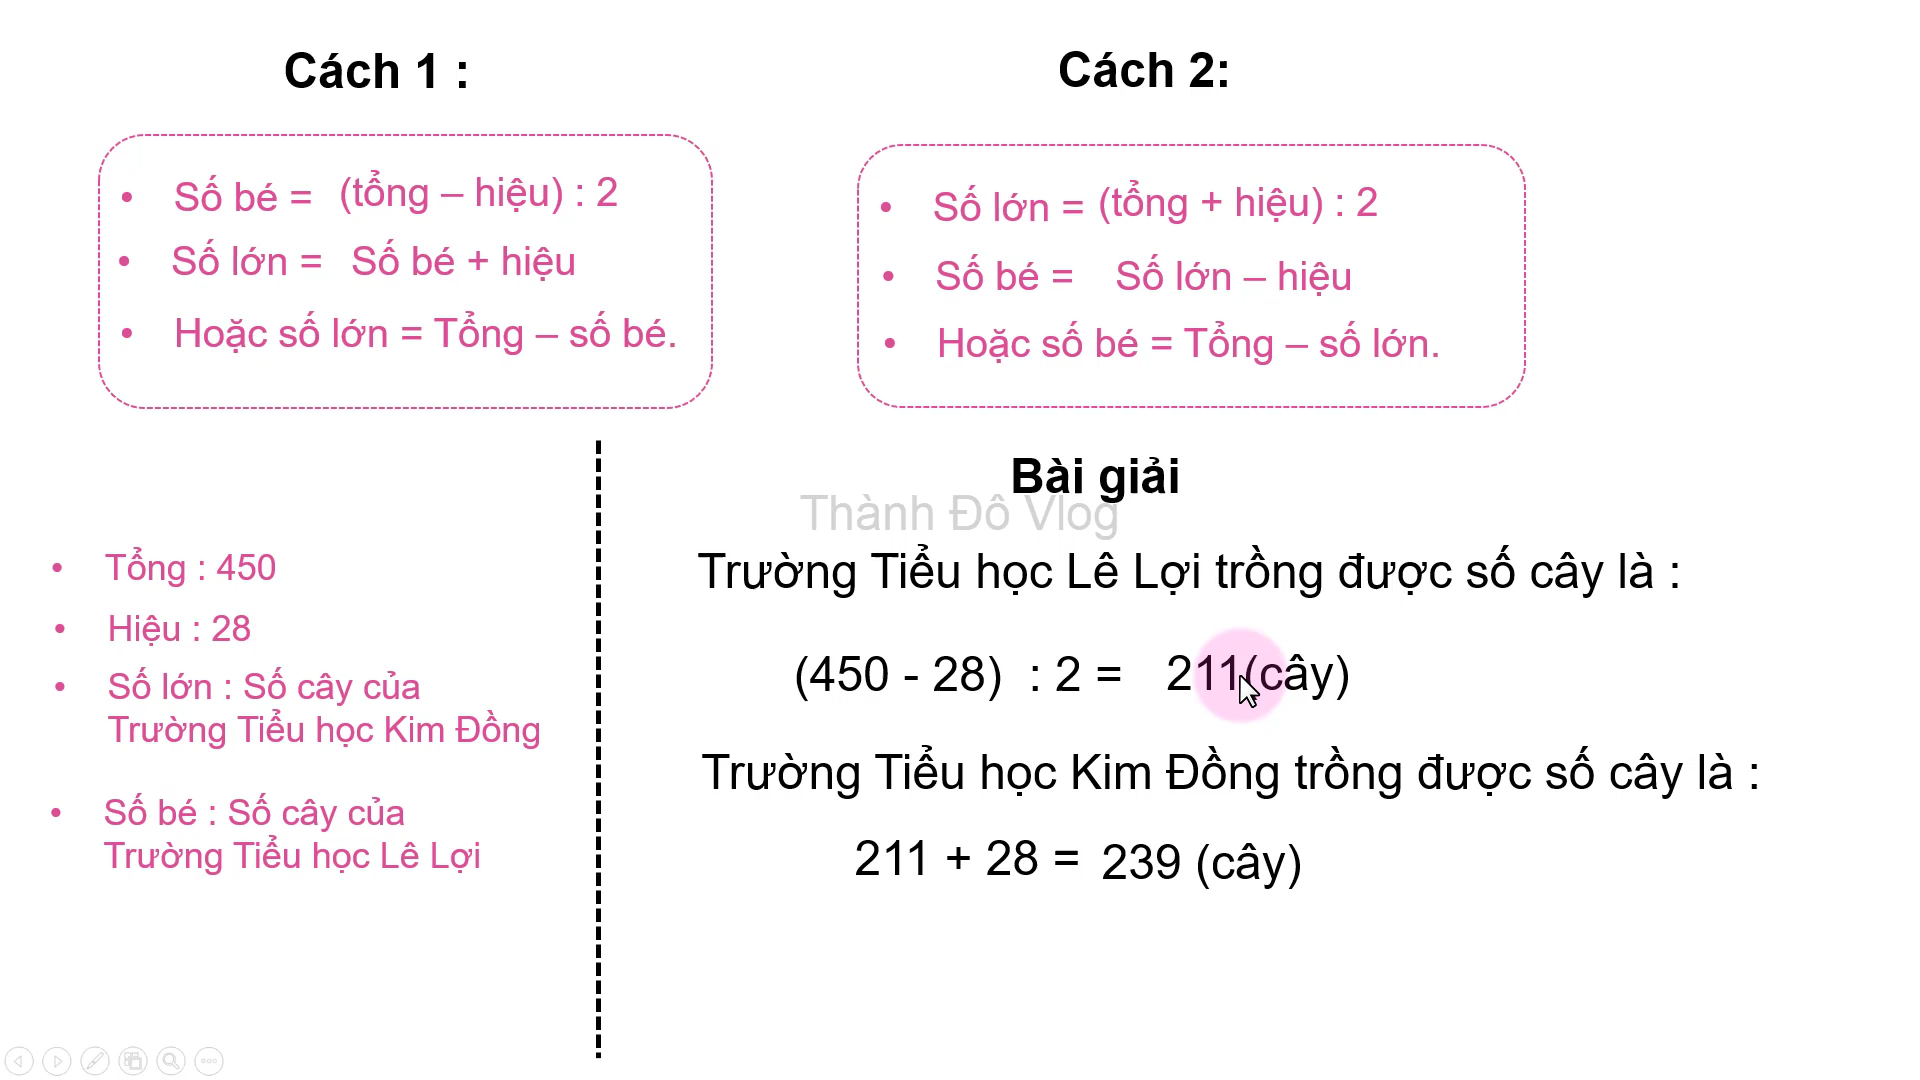 Cách 1 :
• Số bé = (tổng – hiệu) : 2
• Số lớn = Số bé + hiệu
• Hoặc số lớn = Tổng – số bé.
Cách 2:
• Số lớn = (tổng + hiệu) : 2
• Số bé = Số lớn – hiệu
• Hoặc số bé = Tổng – số lớn.
• Tổng : 450
• Hiệu : 28
• Số lớn : Số cây của
Trường Tiểu học Kim Đồng
• Số bé : Số cây của
Trường Tiểu học Lê Lợi
Bài giải
Thành Đô Vlog
Trường Tiểu học Lê Lợi trồng được số cây là :
(450 - 28) : 2 = 211(cây)
Trường Tiểu học Kim Đồng trồng được số cây là :
211 + 28 = 239 (cây)